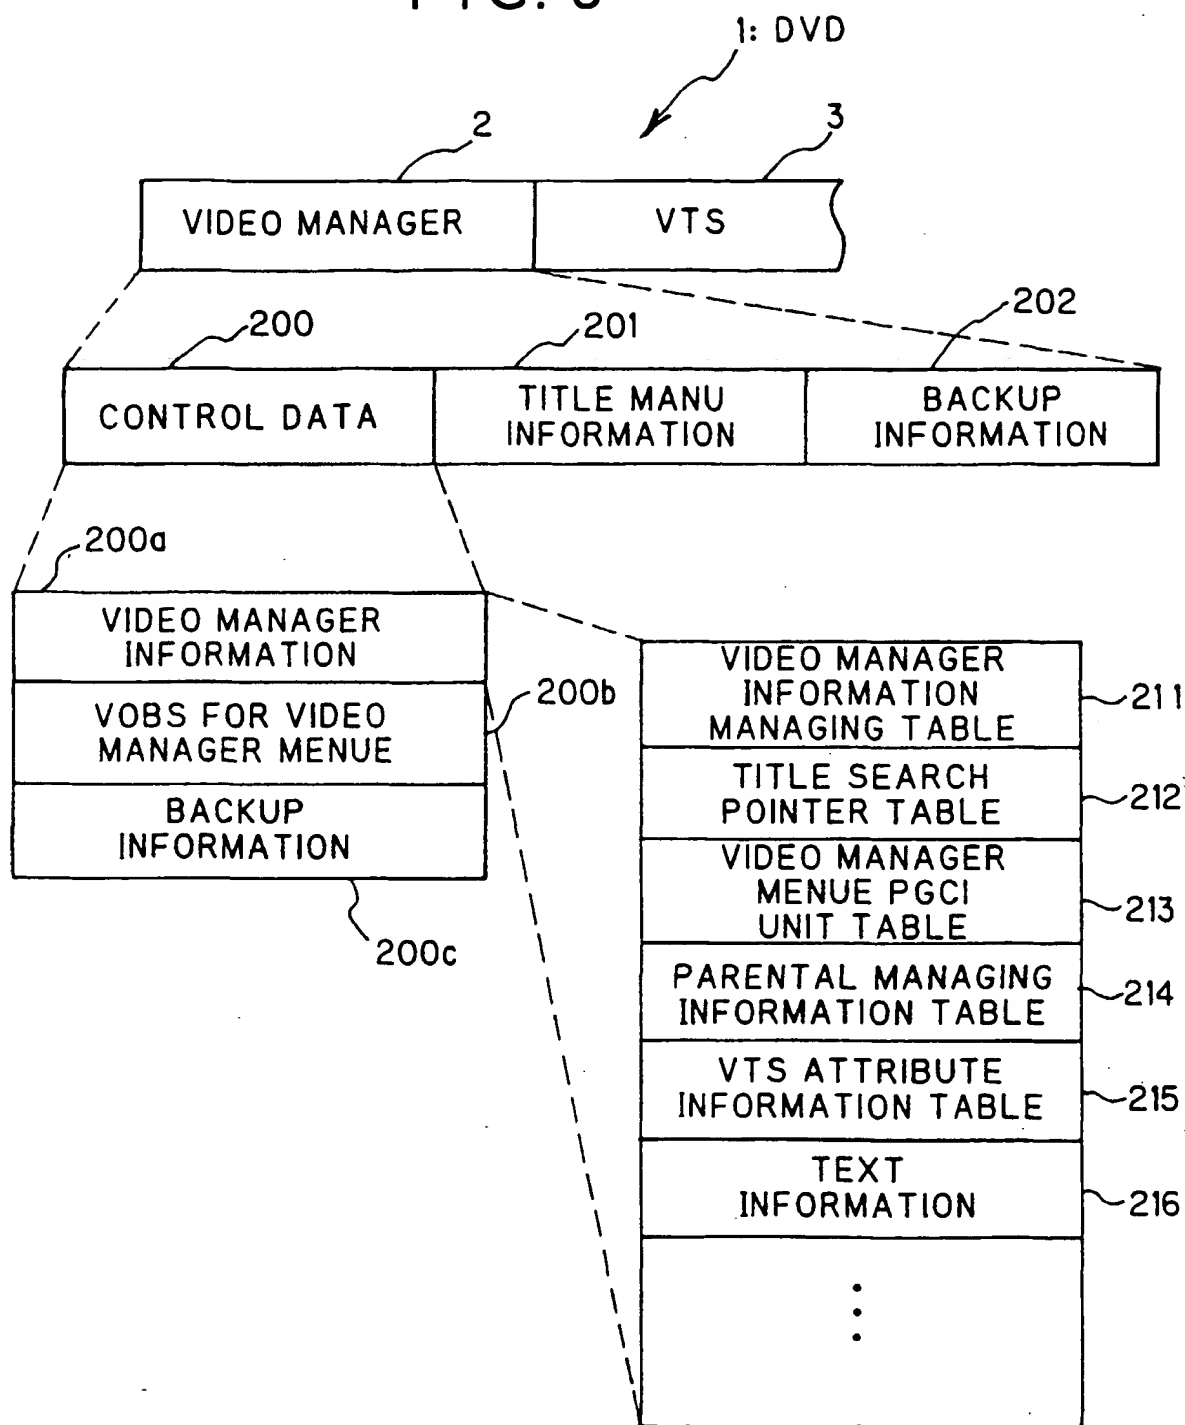 1: DVD
2
3
VIDEO MANAGER
VTS
200
201
202
CONTROL DATA
TITLE MANU
INFORMATION
BACKUP
INFORMATION
200a
VIDEO MANAGER
INFORMATION
200b
VOBS FOR VIDEO
MANAGER MENUE
BACKUP
INFORMATION
200c
VIDEO MANAGER
INFORMATION
MANAGING TABLE
211
TITLE SEARCH
POINTER TABLE
212
VIDEO MANAGER
MENUE PGCI
UNIT TABLE
213
PARENTAL MANAGING
INFORMATION TABLE
214
VTS ATTRIBUTE
INFORMATION TABLE
215
TEXT
INFORMATION
216